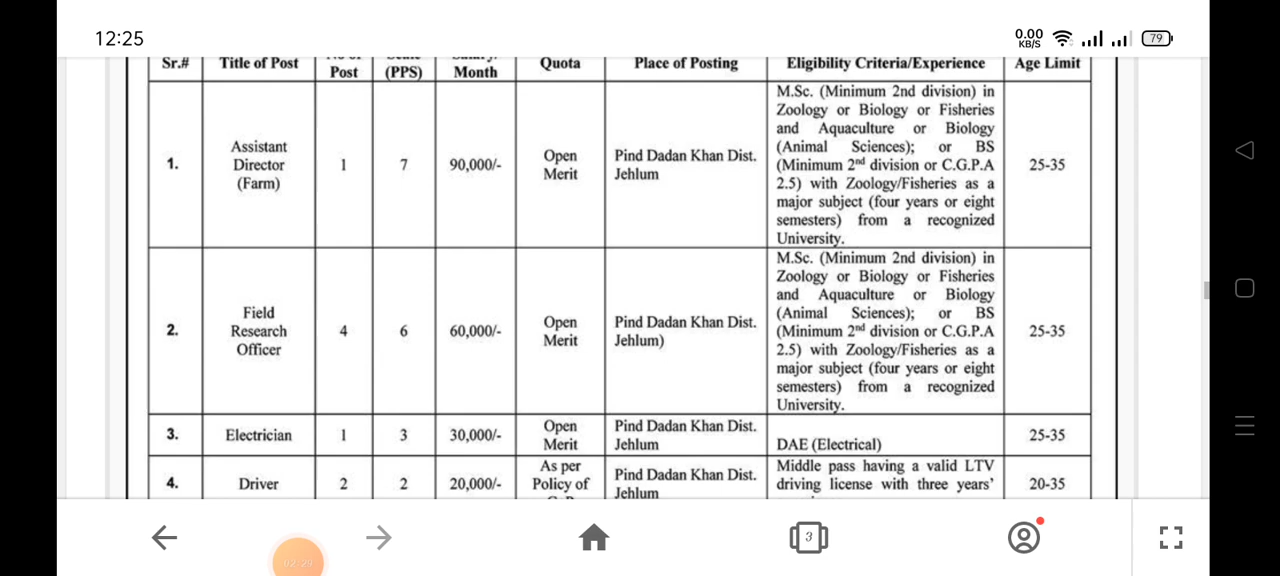 12:25
0.00
KB/S
79
Sr.# Title of Post Post (PPS) Month Quota Place of Posting Eligibility Criteria/Experience Age Limit
1. Assistant Director (Farm) 1 7 90,000/- Open Merit Pind Dadan Khan Dist. Jehlum
M.Sc. (Minimum 2nd division) in
Zoology or Biology or Fisheries
and Aquaculture or Biology
(Animal Sciences); or BS
(Minimum 2nd division or C.G.P.A
2.5) with Zoology/Fisheries as a
major subject (four years or eight
semesters) from a recognized
University.
25-35
2. Field Research Officer 4 6 60,000/- Open Merit Pind Dadan Khan Dist. Jehlum)
M.Sc. (Minimum 2nd division) in
Zoology or Biology or Fisheries
and Aquaculture or Biology
(Animal Sciences); or BS
(Minimum 2nd division or C.G.P.A
2.5) with Zoology/Fisheries as a
major subject (four years or eight
semesters) from a recognized
University.
25-35
3. Electrician 1 3 30,000/- Open Merit Pind Dadan Khan Dist. Jehlum DAE (Electrical) 25-35
4. Driver 2 2 20,000/- As per Policy of Pind Dadan Khan Dist. Jehlum
Middle pass having a valid LTV
driving license with three years'
20-35
3
02:29